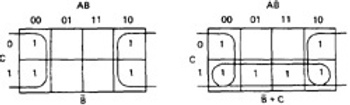 AB
00 01 11 10
0 1 1
C
1 1 1
B̄
AB
00 01 11 10
0 1 1
C
1 1 1 1 1
B̄ + C